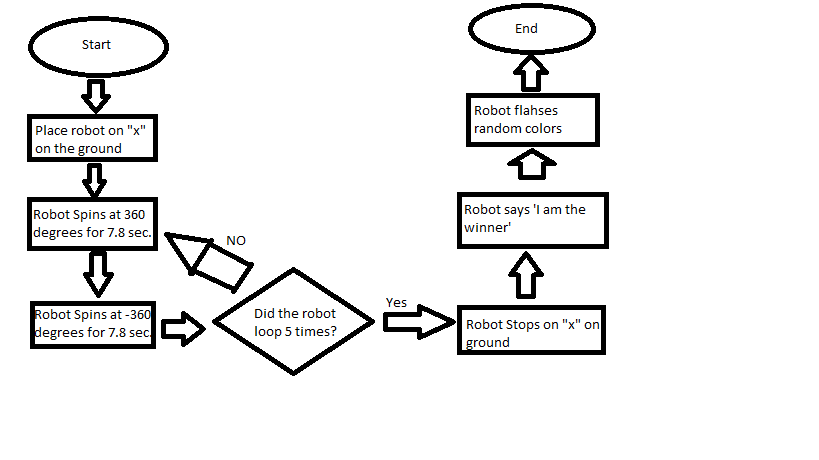 Start
Place robot on "x"
on the ground
Robot Spins at 360
degrees for 7.8 sec.
Robot Spins at -360
degrees for 7.8 sec.
NO
Did the robot
loop 5 times?
Yes
Robot Stops on "x" on
ground
Robot says 'I am the
winner'
Robot flahses
random colors
End